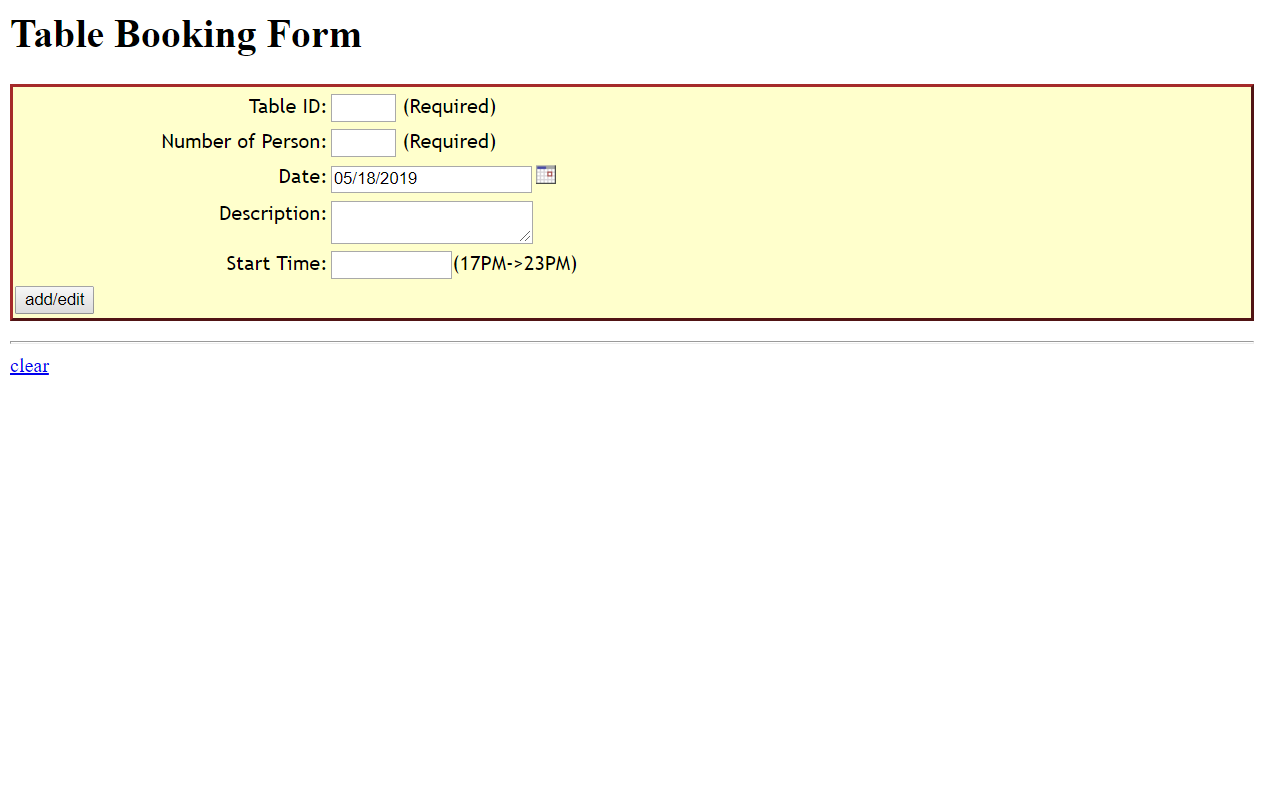 Table Booking Form
Table ID: (Required)
Number of Person: (Required)
Date: 05/18/2019
Description:
Start Time: (17PM->23PM)
add/edit
clear